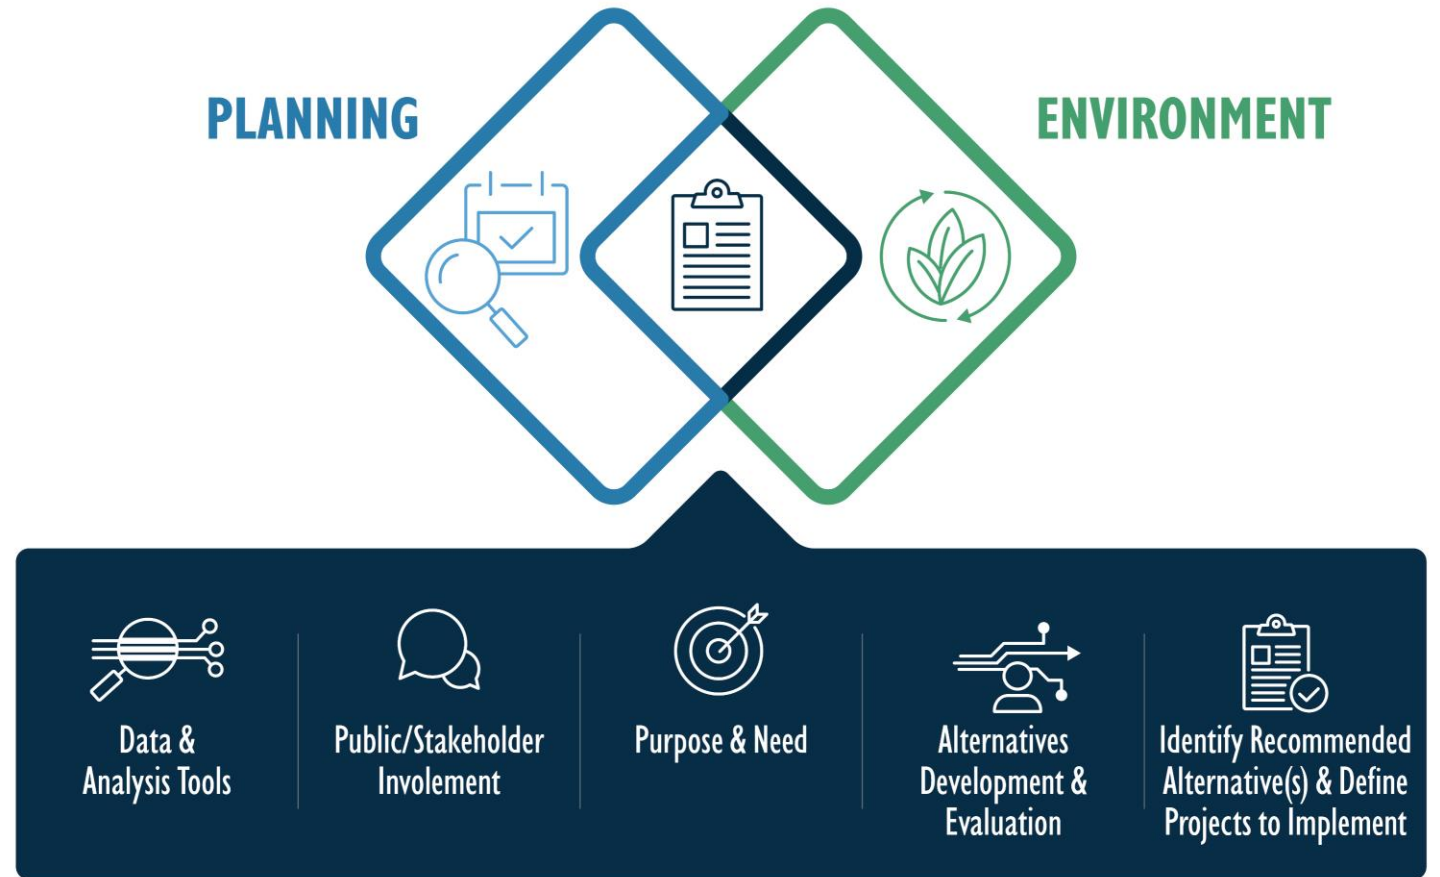 PLANNING
ENVIRONMENT
Data &
Analysis Tools
Public/Stakeholder
Involement
Purpose & Need
Alternatives
Development &
Evaluation
Identify Recommended
Alternative(s) & Define
Projects to Implement